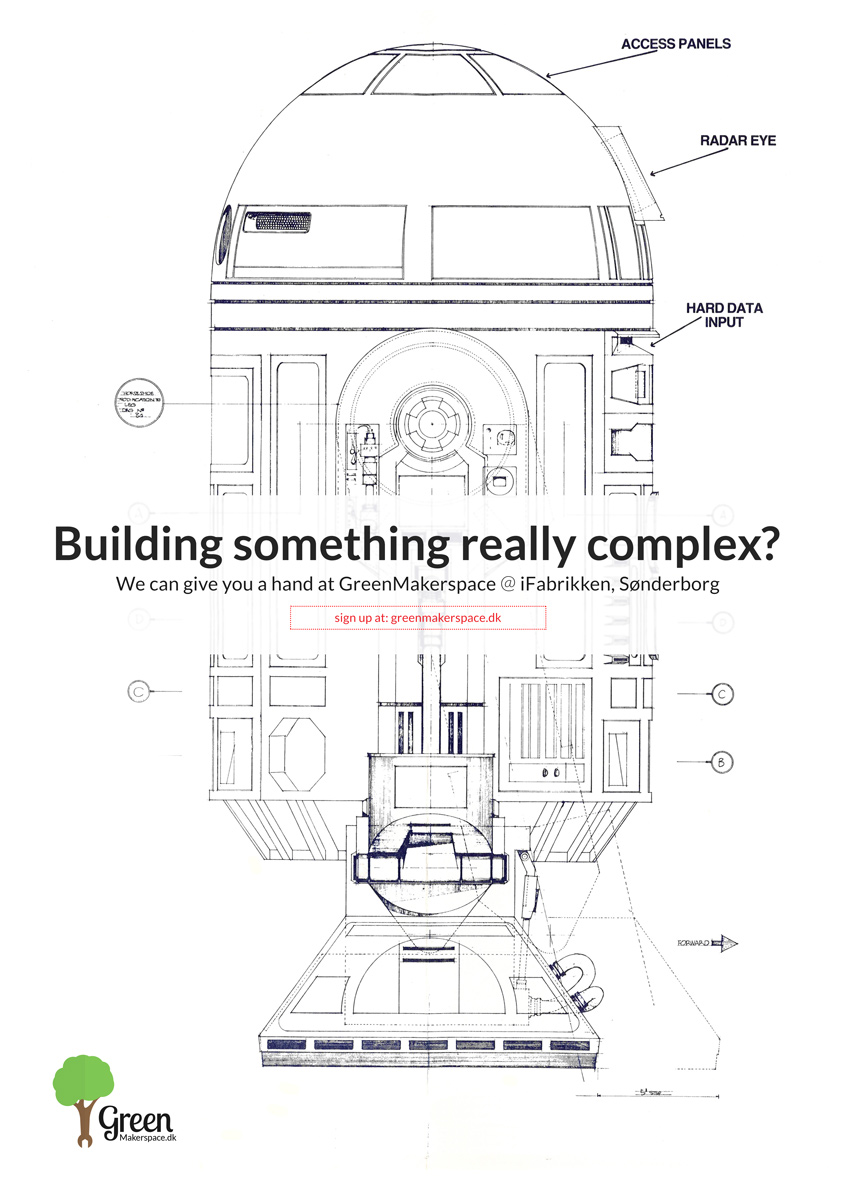 ACCESS PANELS
RADAR EYE
HARD DATA
INPUT
Building something really complex?
We can give you a hand at GreenMakerspace @ iFabrikken, Sønderborg
sign up at: greenmakerspace.dk
C
C
B
FORWARD
Green
Makerspace.dk